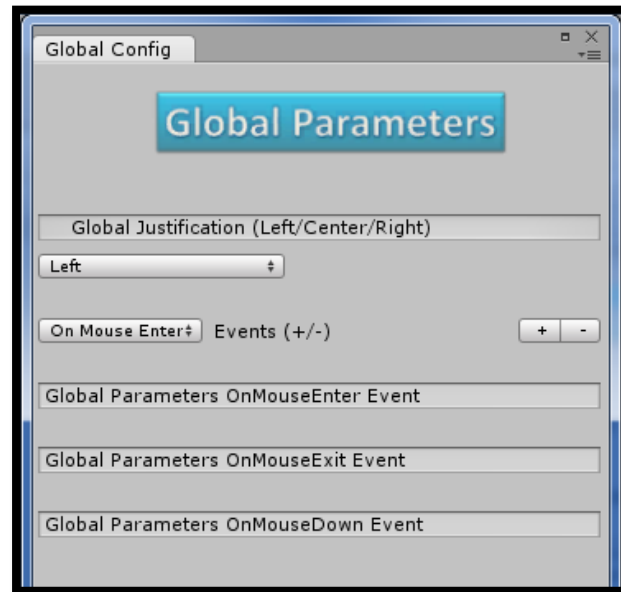 Global Config
Global Parameters
Global Justification (Left/Center/Right)
Left
On Mouse Enter Events (+/-) + -
Global Parameters OnMouseEnter Event
Global Parameters OnMouseExit Event
Global Parameters OnMouseDown Event